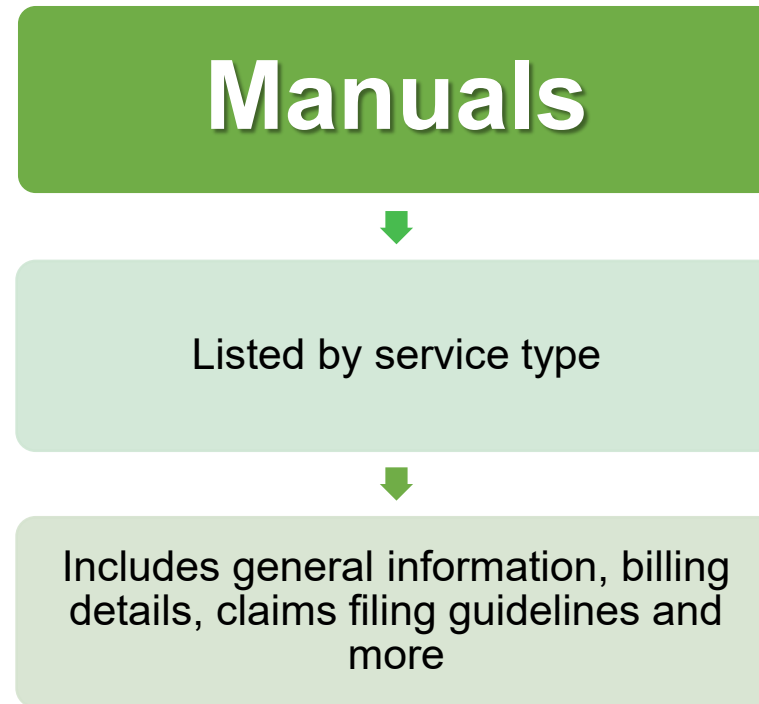 Manuals
Listed by service type
Includes general information, billing
details, claims filing guidelines and
more